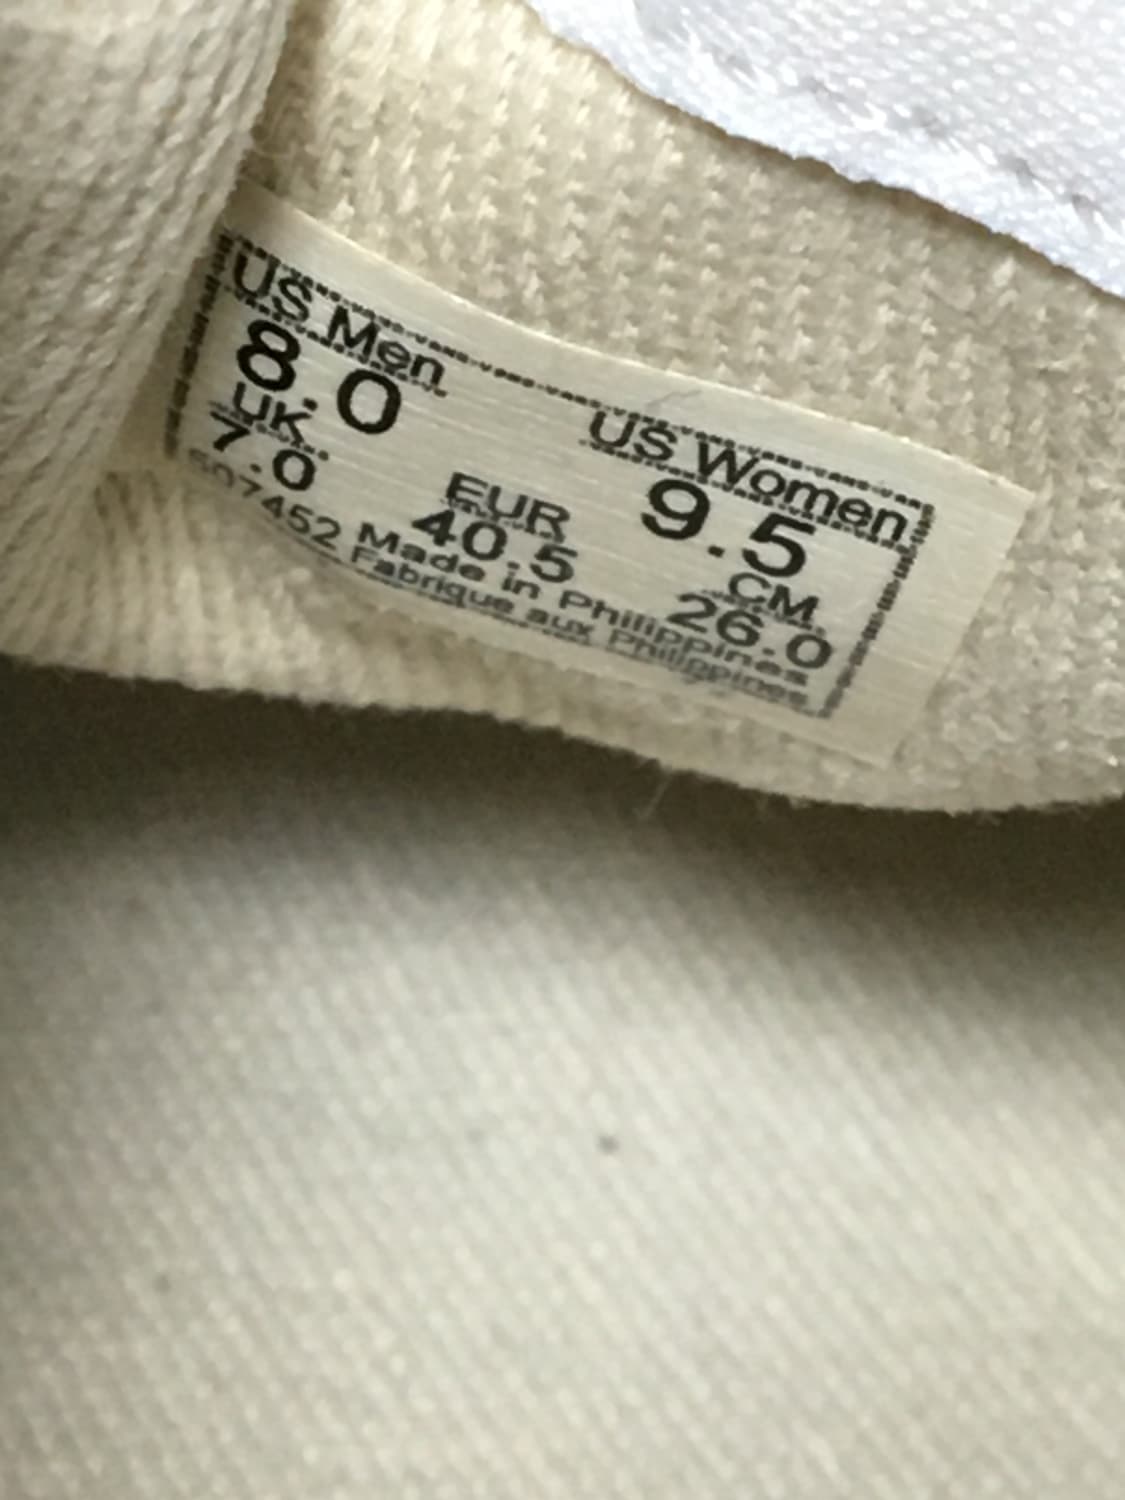 US Men
8.0
US Women
9.5
UK
7.0
EUR
40.5
CM
26.0
507452 Made in Philippines
Fabrique aux Philippines